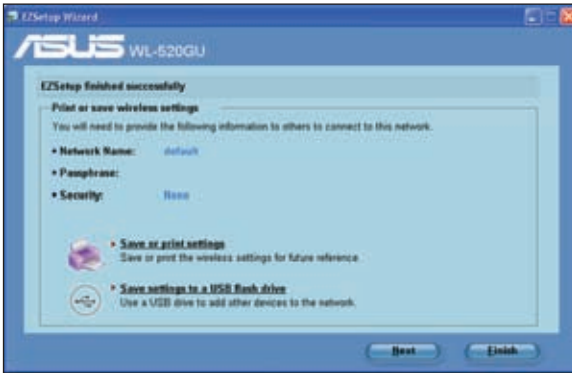 EZSetup Wizard
ASUS WL-520GU
EZSetup finished successfully
Print or save wireless settings
You will need to provide the following information to others to connect to this network.
• Network Name: default
• Passphrase:
• Security: None
Save or print settings
Save or print the wireless settings for future reference.
Save settings to a USB flash drive
Use a USB drive to add other devices to the network.
Next Finish